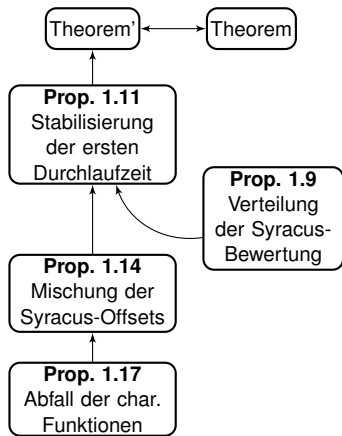 Theorem’
Theorem
Prop. 1.11
Stabilisierung
der ersten
Durchlaufzeit
Prop. 1.9
Verteilung
der Syracus-
Bewertung
Prop. 1.14
Mischung der
Syracus-Offsets
Prop. 1.17
Abfall der char.
Funktionen